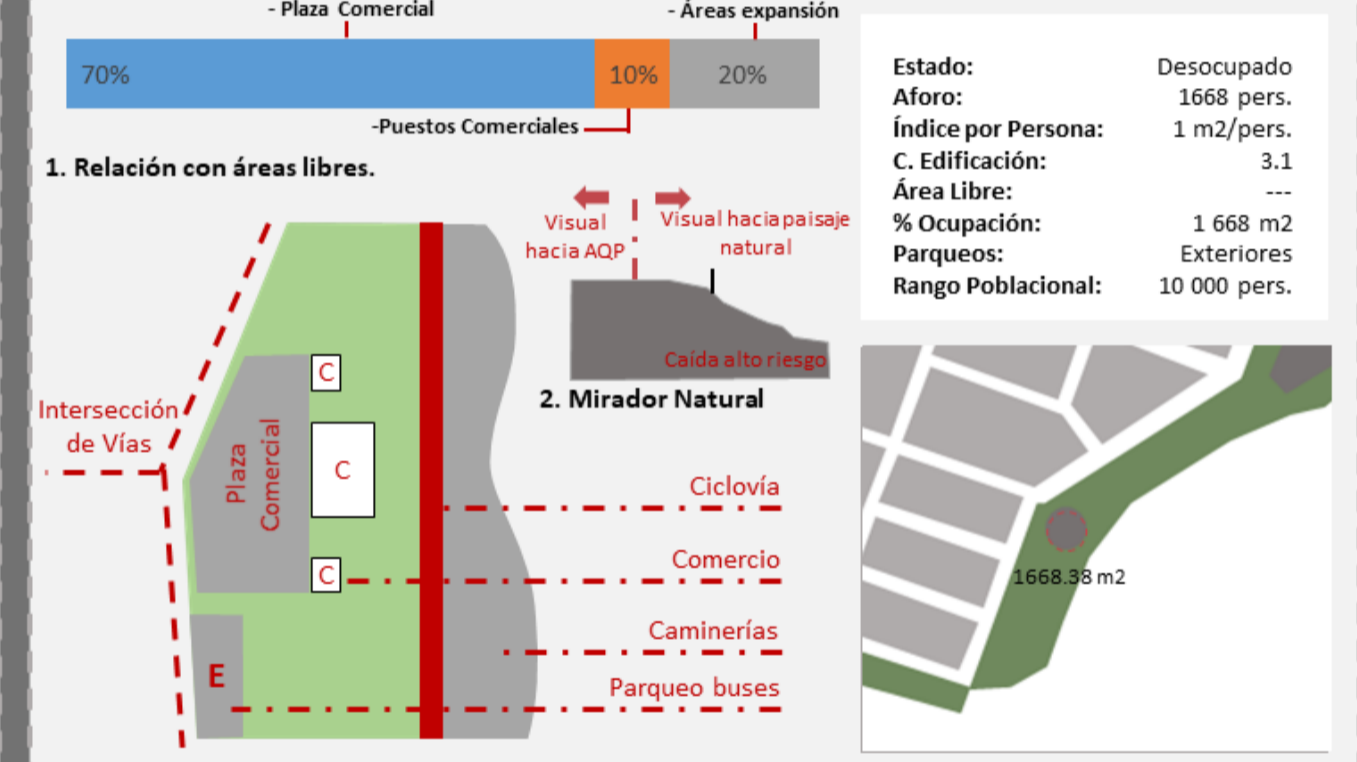 - Plaza Comercial
- Áreas expansión
70%
10%
20%
-Puestos Comerciales
Estado: Desocupado
Aforo: 1668 pers.
Índice por Persona: 1 m2/pers.
C. Edificación: 3.1
Área Libre: ---
% Ocupación: 1 668 m2
Parqueos: Exteriores
Rango Poblacional: 10 000 pers.
1. Relación con áreas libres.
Visual
hacia AQP
Visual hacia paisaje
natural
Caída alto riesgo
2. Mirador Natural
Intersección
de Vías
Plaza
Comercial
C
C
C
E
Ciclovía
Comercio
Caminerías
Parqueo buses
1668.38 m2